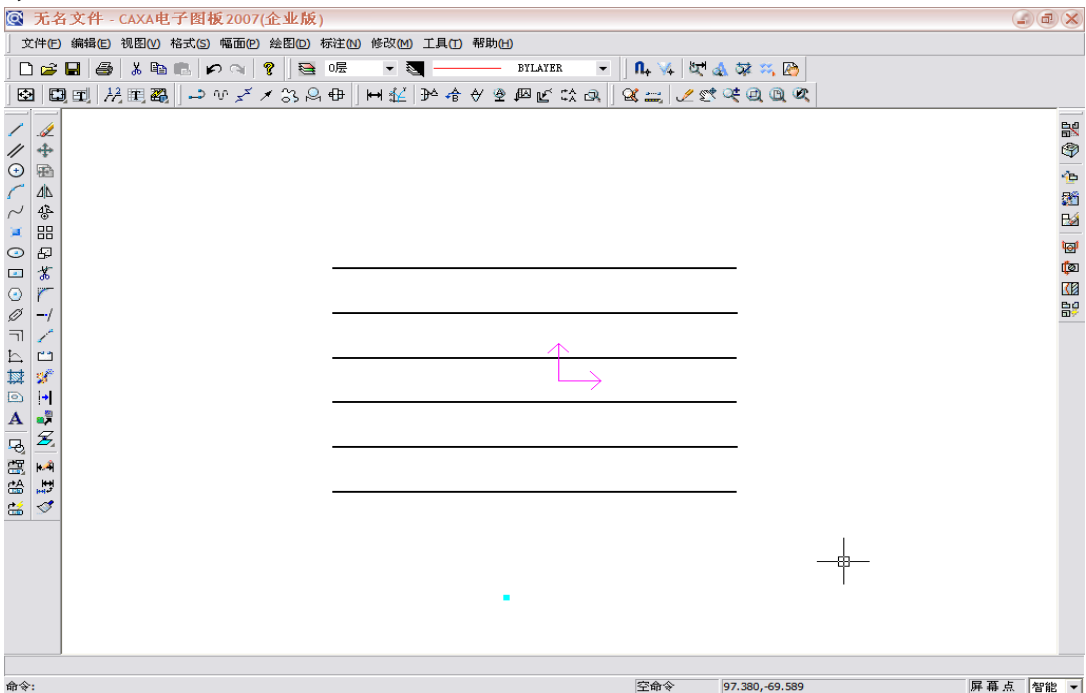 无名文件 - CAXA电子图板2007(企业版)
文件(F) 编辑(E) 视图(V) 格式(S) 幅面(P) 绘图(D) 标注(N) 修改(M) 工具(T) 帮助(H)
0层 BYLAYER
A
命令: 空命令 97.380,-69.589 屏幕点 智能